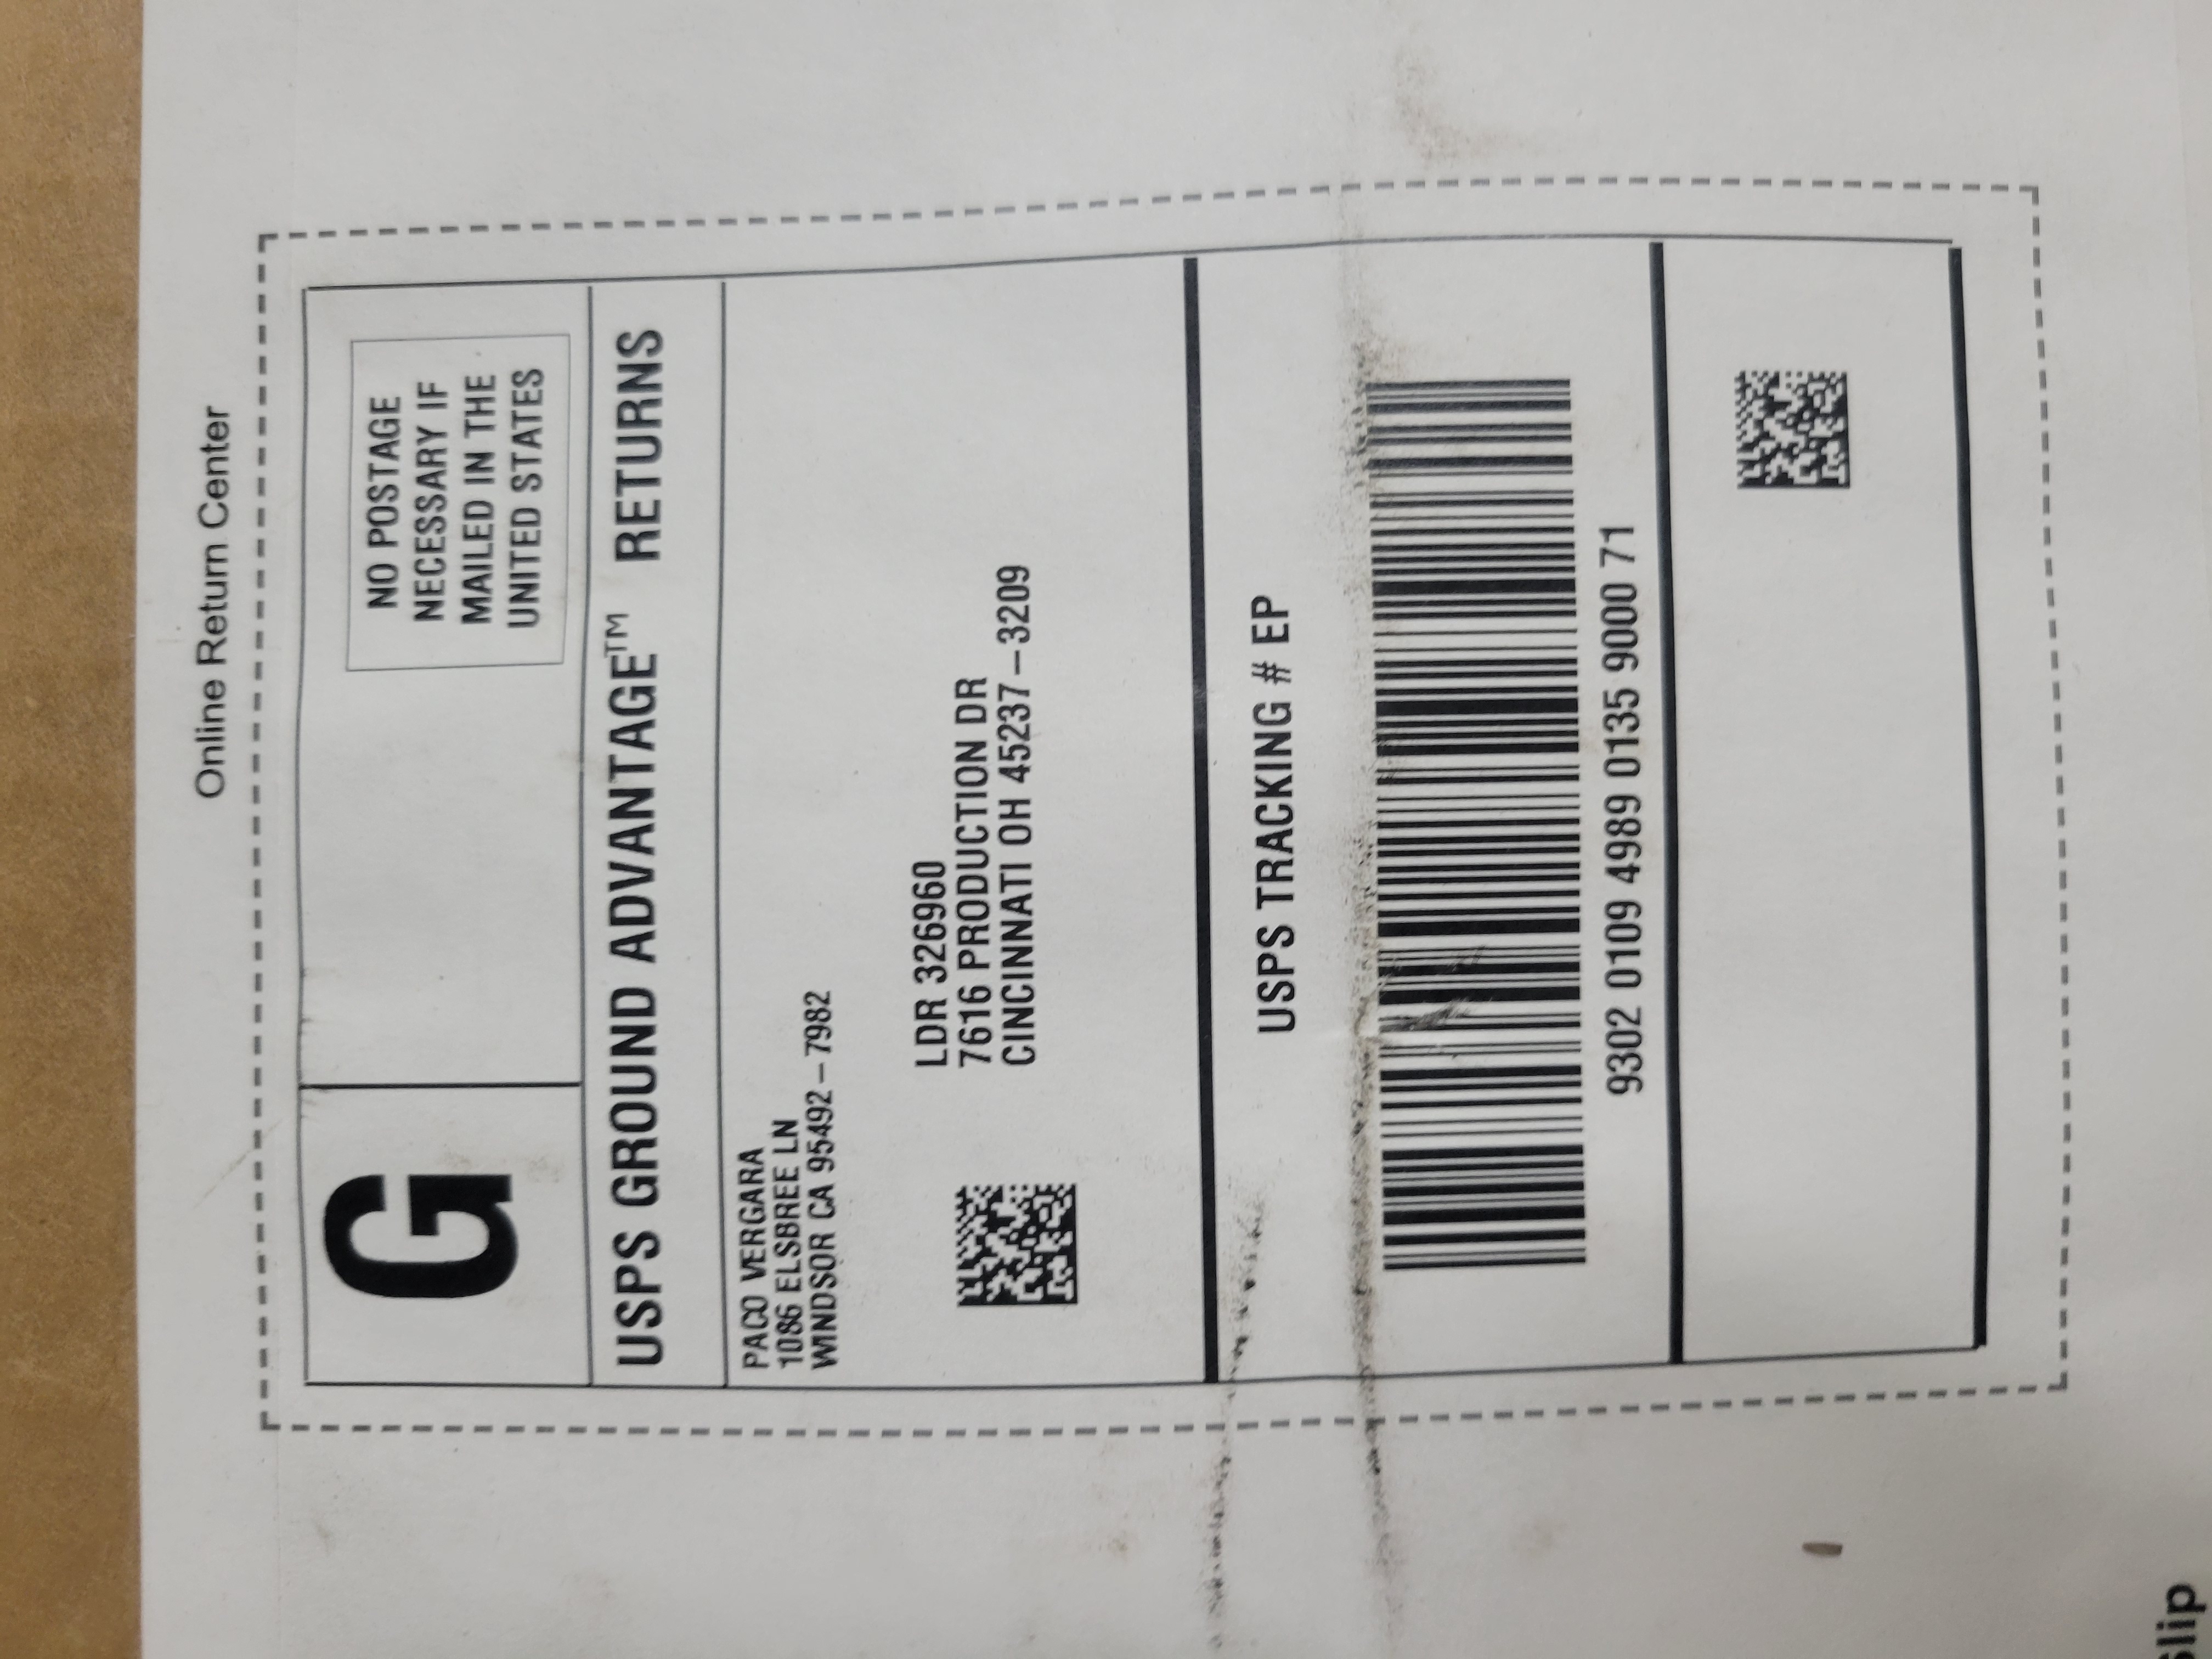 Online Return Center
G
NO POSTAGE
NECESSARY IF
MAILED IN THE
UNITED STATES
USPS GROUND ADVANTAGE™ RETURNS
PACO VERGARA
1086 ELSBREE LN
WINDSOR CA 95492-7982
LDR 326960
7616 PRODUCTION DR
CINCINNATI OH 45237-3209
USPS TRACKING # EP
9302 0109 4989 0135 9000 71